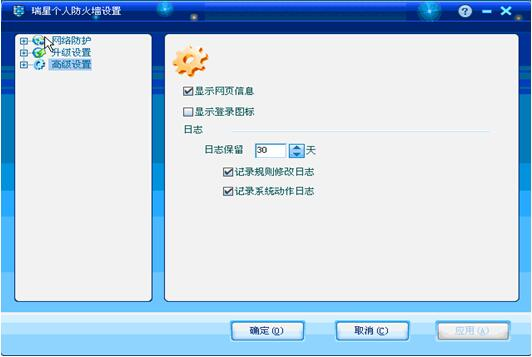 瑞星个人防火墙设置
网络防护
升级设置
高级设置
显示网页信息
显示登录图标
日志
日志保留 30 天
记录规则修改日志
记录系统动作日志
确定(O) 取消(C) 应用(A)